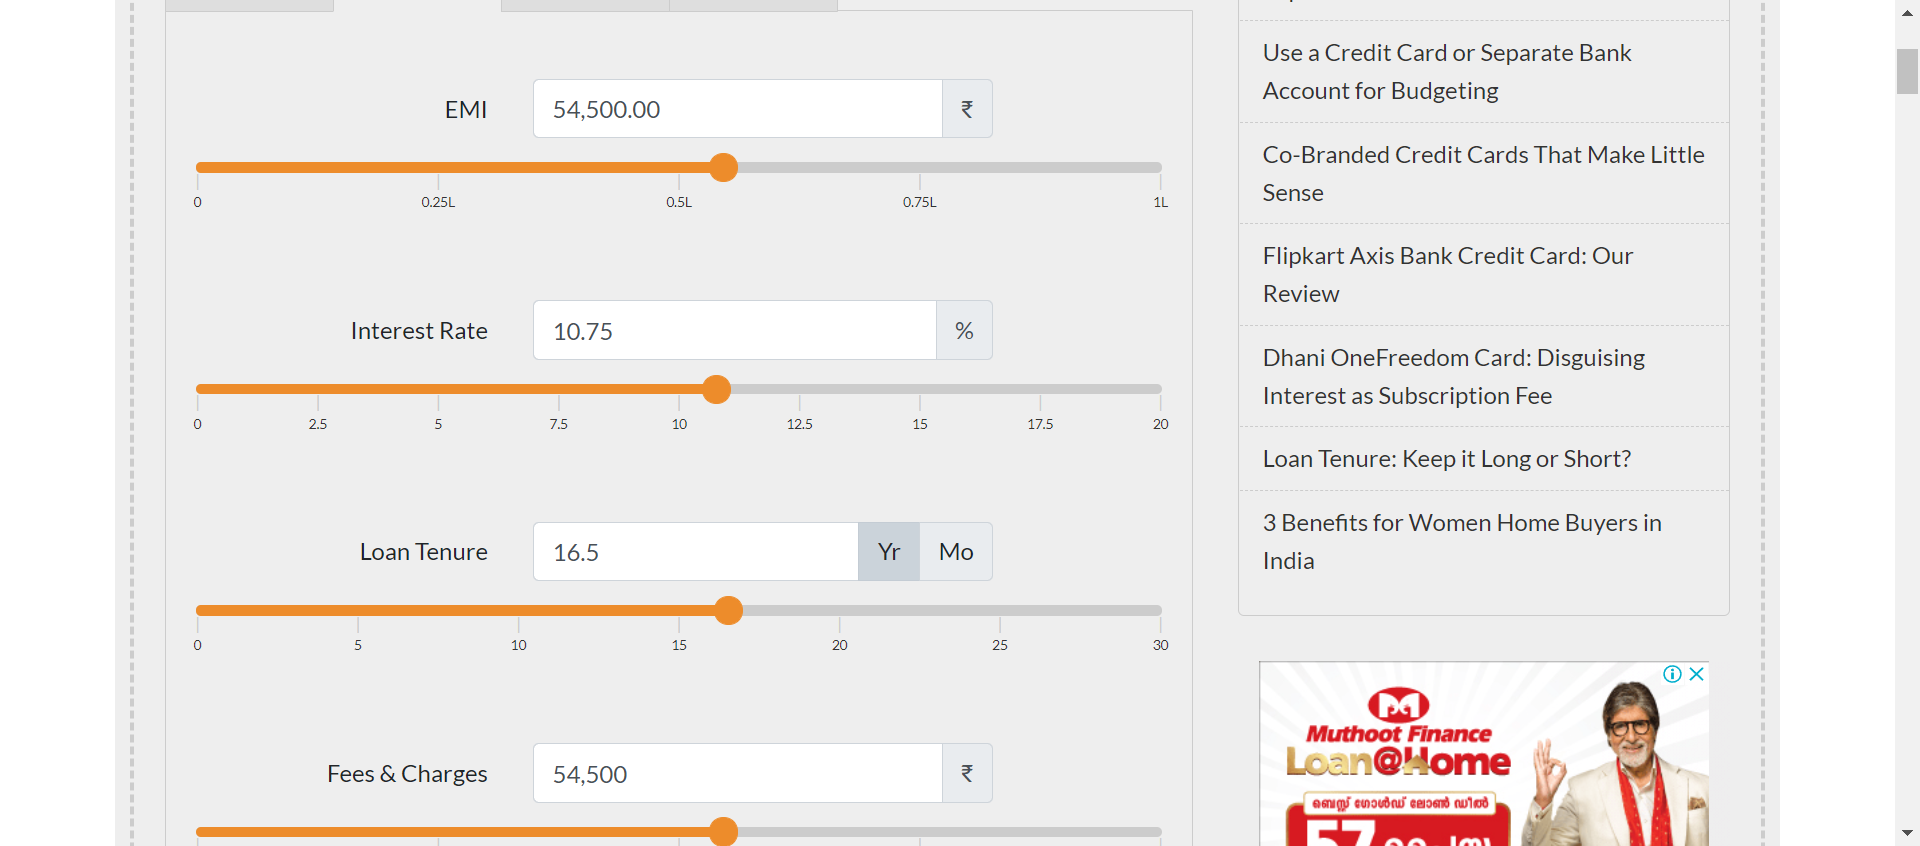 EMI
54,500.00
₹
0 0.25L 0.5L 0.75L 1L
Interest Rate
10.75
%
0 2.5 5 7.5 10 12.5 15 17.5 20
Loan Tenure
16.5
Yr
Mo
0 5 10 15 20 25 30
Fees & Charges
54,500
₹
Use a Credit Card or Separate Bank
Account for Budgeting
Co-Branded Credit Cards That Make Little
Sense
Flipkart Axis Bank Credit Card: Our
Review
Dhani OneFreedom Card: Disguising
Interest as Subscription Fee
Loan Tenure: Keep it Long or Short?
3 Benefits for Women Home Buyers in
India
Muthoot Finance
Loan@Home
ബെസ്റ്റ് ഗോൾഡ് ലോൺ ഡീൽ